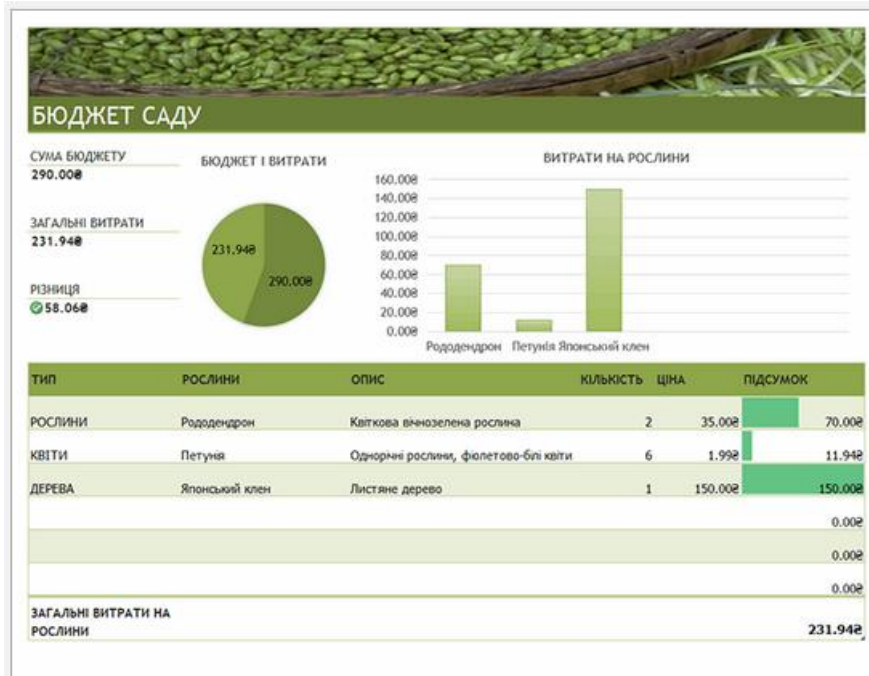 БЮДЖЕТ САДУ
СУМА БЮДЖЕТУ
290.00₴
ЗАГАЛЬНІ ВИТРАТИ
231.94₴
РІЗНИЦЯ
58.06₴
БЮДЖЕТ І ВИТРАТИ
231.94₴
290.00₴
ВИТРАТИ НА РОСЛИНИ
160.00₴
140.00₴
120.00₴
100.00₴
80.00₴
60.00₴
40.00₴
20.00₴
0.00₴
Рододендрон Петунія Японський клен
ТИП РОСЛИНИ ОПИС КІЛЬКІСТЬ ЦІНА ПІДСУМОК
РОСЛИНИ Рододендрон Квіткова вічнозелена рослина 2 35.00₴ 70.00₴
КВІТИ Петунія Однорічні рослини, фіолетово-білі квіти 6 1.99₴ 11.94₴
ДЕРЕВА Японський клен Листяне дерево 1 150.00₴ 150.00₴
0.00₴
0.00₴
0.00₴
ЗАГАЛЬНІ ВИТРАТИ НА
РОСЛИНИ 231.94₴